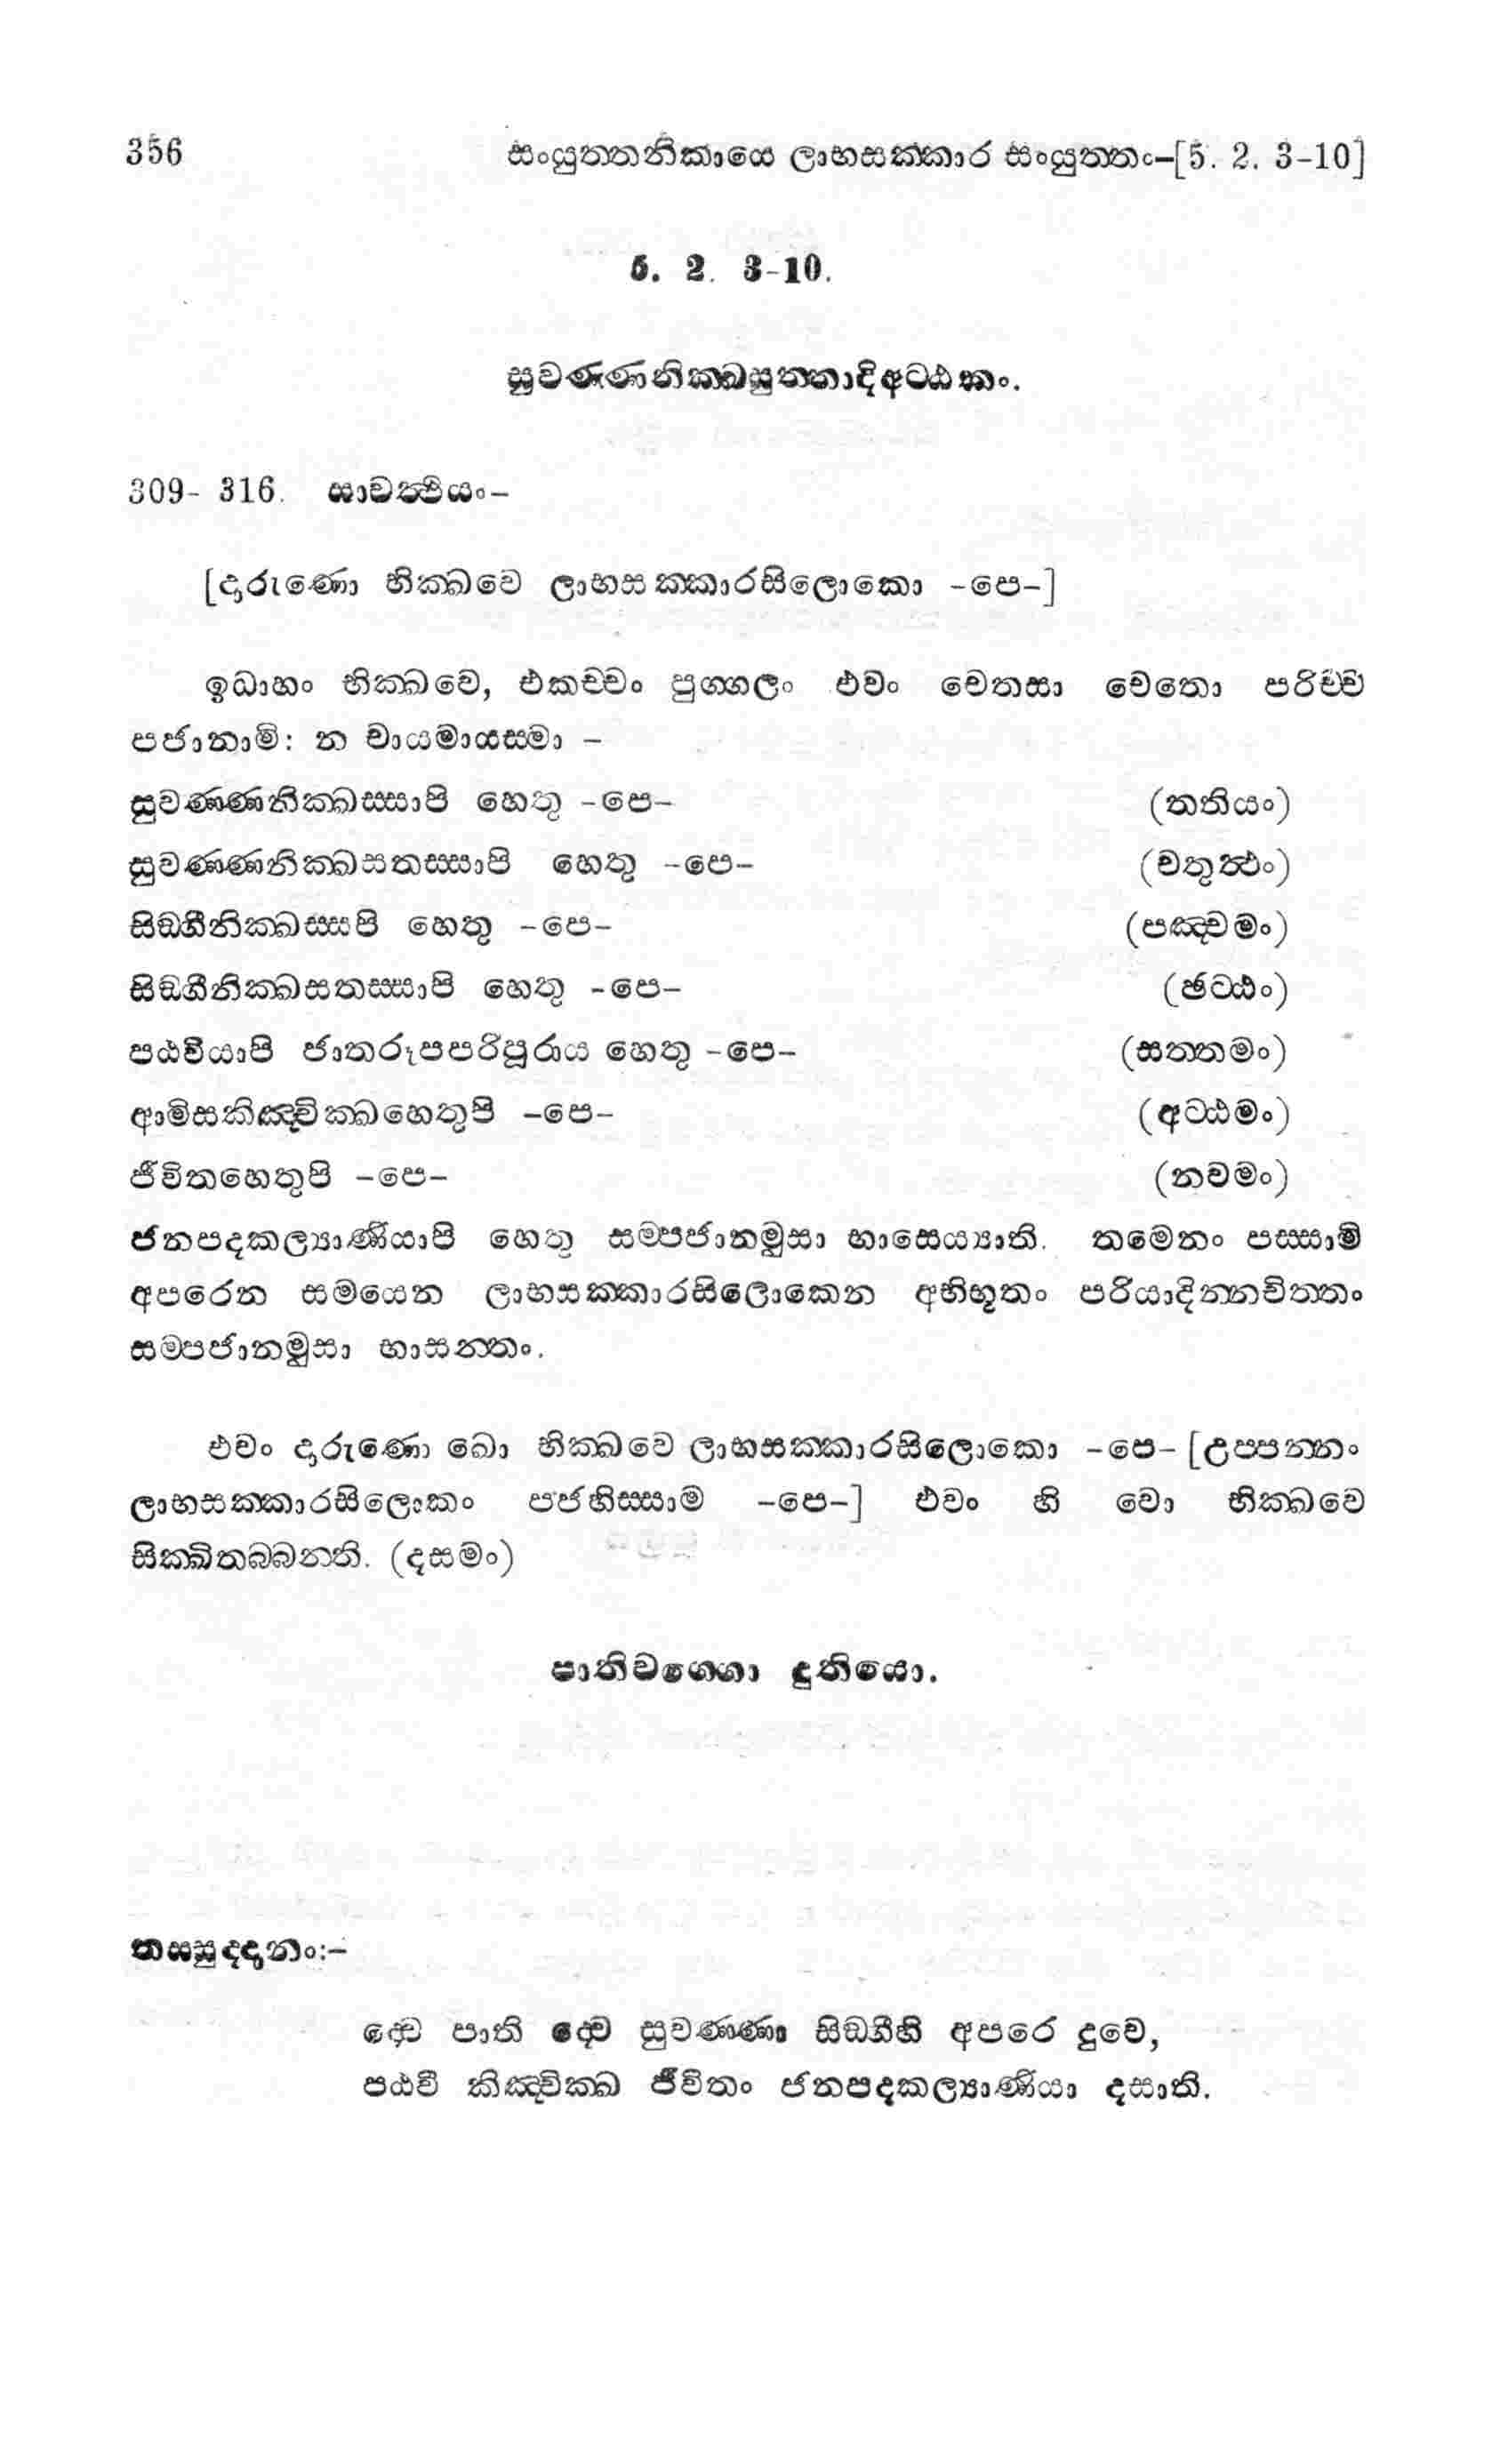 356 සංයුත්තනිකායෙ ලාභසක්කාර සංයුත්තං–[5. 2. 3–10]
5. 2. 3-10.
සුවණ්ණනික්ඛසුත්තාදිඅට්ඨකං.
309- 316. සාවත්ථියං–
[දාරුණො භික්ඛවෙ ලාභසක්කාරසිලොකො -පෙ-]
ඉධාහං භික්ඛවෙ, එකච්චං පුග්ගලං එවං චෙතසා චෙතො පරිච්ච
පජානාමි: න චායමායස්මා –
සුවණ්ණනික්ඛස්සාපි හෙතු -පෙ- (තතියං)
සුවණ්ණනික්ඛසතස්සාපි හෙතු -පෙ- (චතුත්ථං)
සිඞ්ගීනික්ඛස්සපි හෙතු -පෙ- (පඤ්චමං)
සිඞ්ගීනික්ඛසතස්සාපි හෙතු -පෙ- (ඡට්ඨං)
පඨවියාපි ජාතරූපපරිපූරාය හෙතු -පෙ- (සත්තමං)
ආමිසකිඤ්චික්ඛහෙතුපි -පෙ- (අට්ඨමං)
ජීවිතහෙතුපි -පෙ- (නවමං)
ජනපදකල්‍යාණියාපි හෙතු සම්පජානමුසා භාසෙය්‍යාති. තමෙනං පස්සාමි
අපරෙන සමයෙන ලාභසක්කාරසිලොකෙන අභිභූතං පරියාදින්නචිත්තං
සම්පජානමුසා භාසන්තං.
එවං දාරුණො ඛො භික්ඛවෙ ලාභසක්කාරසිලොකො -පෙ- [උප්පන්නං
ලාභසක්කාරසිලොකං පජහිස්සාම -පෙ-] එවං හි වො භික්ඛවෙ
සික්ඛිතබ්බන්ති. (දසමං)
පාතිවග්ගො දුතියො.
තස්සුද්දානං:–
ද්වෙ පාති ද්වෙ සුවණ්ණා සිඞ්ගීහි අපරෙ දුවෙ,
පඨවි කිඤ්චික්ඛ ජීවිතං ජනපදකල්‍යාණියා දසාති.